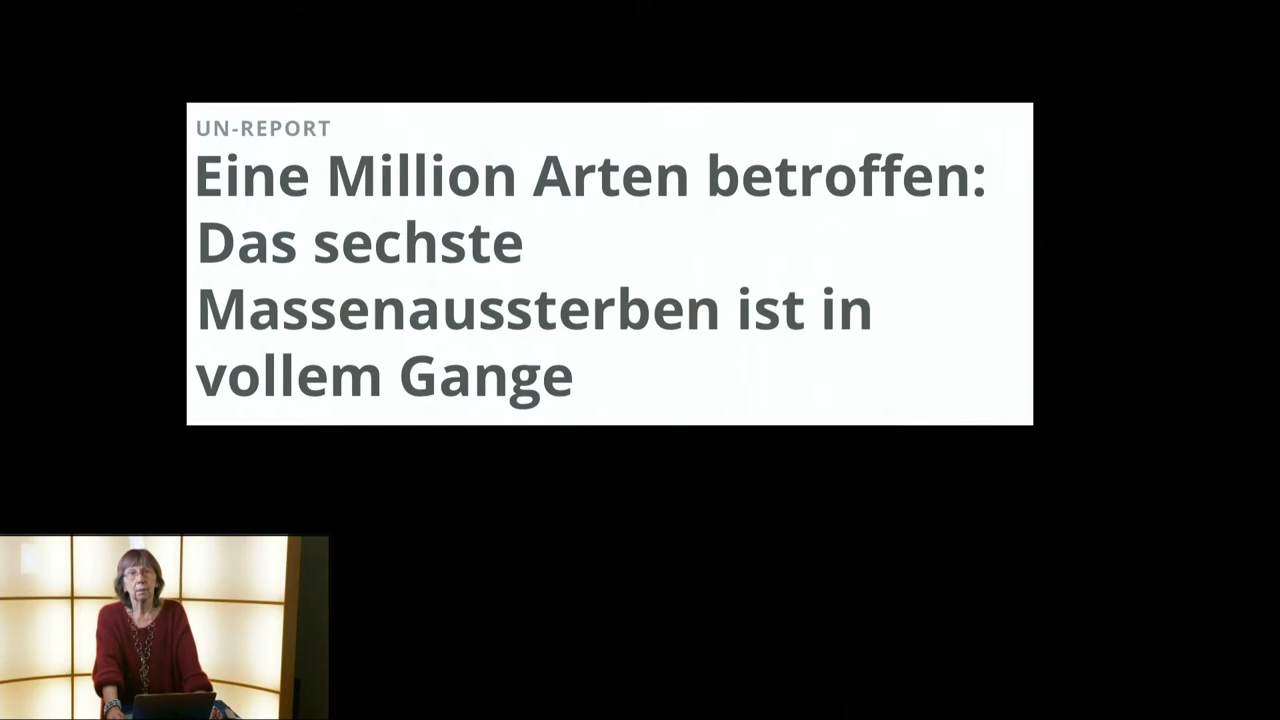 UN-REPORT
Eine Million Arten betroffen:
Das sechste
Massenaussterben ist in
vollem Gange